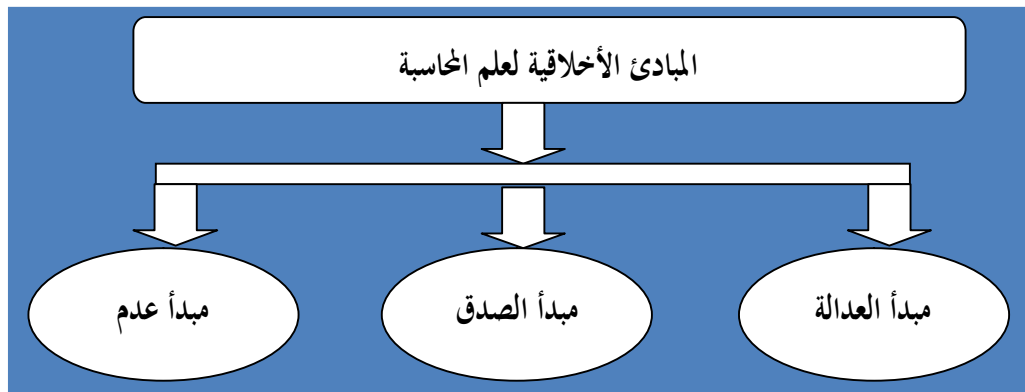 المبادئ الأخلاقية لعلم المحاسبة
مبدأ العدالة
مبدأ الصدق
مبدأ عدم